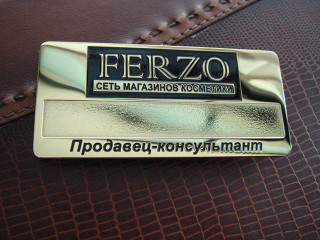 FERZO
СЕТЬ МАГАЗИНОВ КОСМЕТИКИ
Продавец-консультант